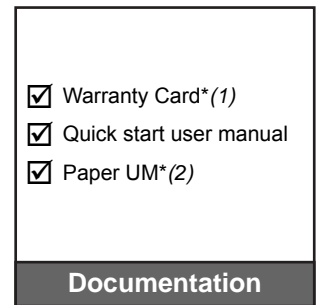 Warranty Card*(1)
Quick start user manual
Paper UM*(2)
Documentation